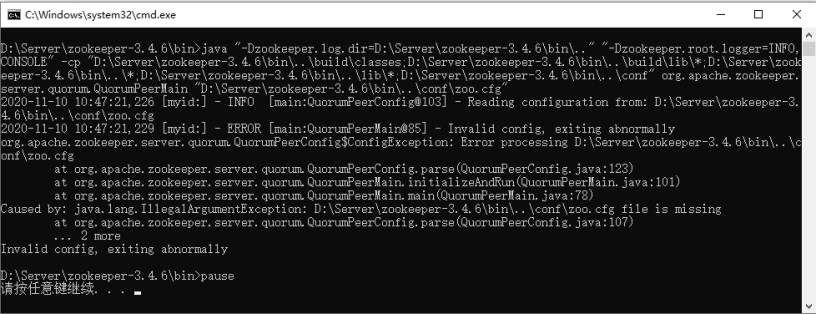 C:\Windows\system32\cmd.exe
D:\Server\zookeeper-3.4.6\bin>java "-Dzookeeper.log.dir=D:\Server\zookeeper-3.4.6\bin\.." "-Dzookeeper.root.logger=INFO,
CONSOLE" -cp "D:\Server\zookeeper-3.4.6\bin\..\build\classes;D:\Server\zookeeper-3.4.6\bin\..\build\lib\*;D:\Server\zook
eeper-3.4.6\bin\..\*;D:\Server\zookeeper-3.4.6\bin\..\lib\*;D:\Server\zookeeper-3.4.6\bin\..\conf" org.apache.zookeeper.
server.quorum.QuorumPeerMain "D:\Server\zookeeper-3.4.6\bin\..\conf\zoo.cfg"
2020-11-10 10:47:21,226 [myid:] - INFO  [main:QuorumPeerConfig@103] - Reading configuration from: D:\Server\zookeeper-3.
4.6\bin\..\conf\zoo.cfg
2020-11-10 10:47:21,229 [myid:] - ERROR [main:QuorumPeerMain@85] - Invalid config, exiting abnormally
org.apache.zookeeper.server.quorum.QuorumPeerConfig$ConfigException: Error processing D:\Server\zookeeper-3.4.6\bin\..\c
onf\zoo.cfg
at org.apache.zookeeper.server.quorum.QuorumPeerConfig.parse(QuorumPeerConfig.java:123)
at org.apache.zookeeper.server.quorum.QuorumPeerMain.initializeAndRun(QuorumPeerMain.java:101)
at org.apache.zookeeper.server.quorum.QuorumPeerMain.main(QuorumPeerMain.java:78)
Caused by: java.lang.IllegalArgumentException: D:\Server\zookeeper-3.4.6\bin\..\conf\zoo.cfg file is missing
at org.apache.zookeeper.server.quorum.QuorumPeerConfig.parse(QuorumPeerConfig.java:107)
... 2 more
Invalid config, exiting abnormally
D:\Server\zookeeper-3.4.6\bin>pause
请按任意键继续. . .